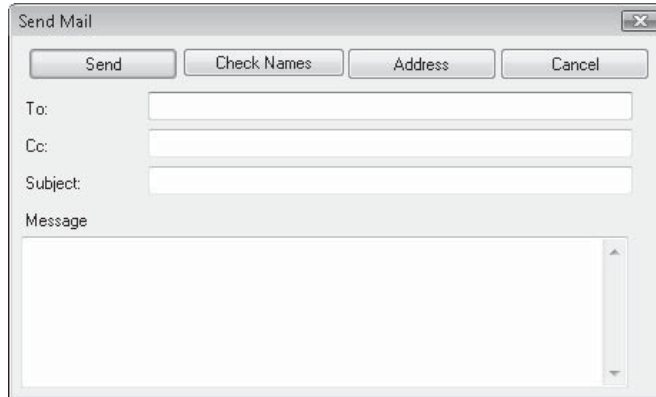 Send Mail
Send Check Names Address Cancel
To:
Cc:
Subject:
Message